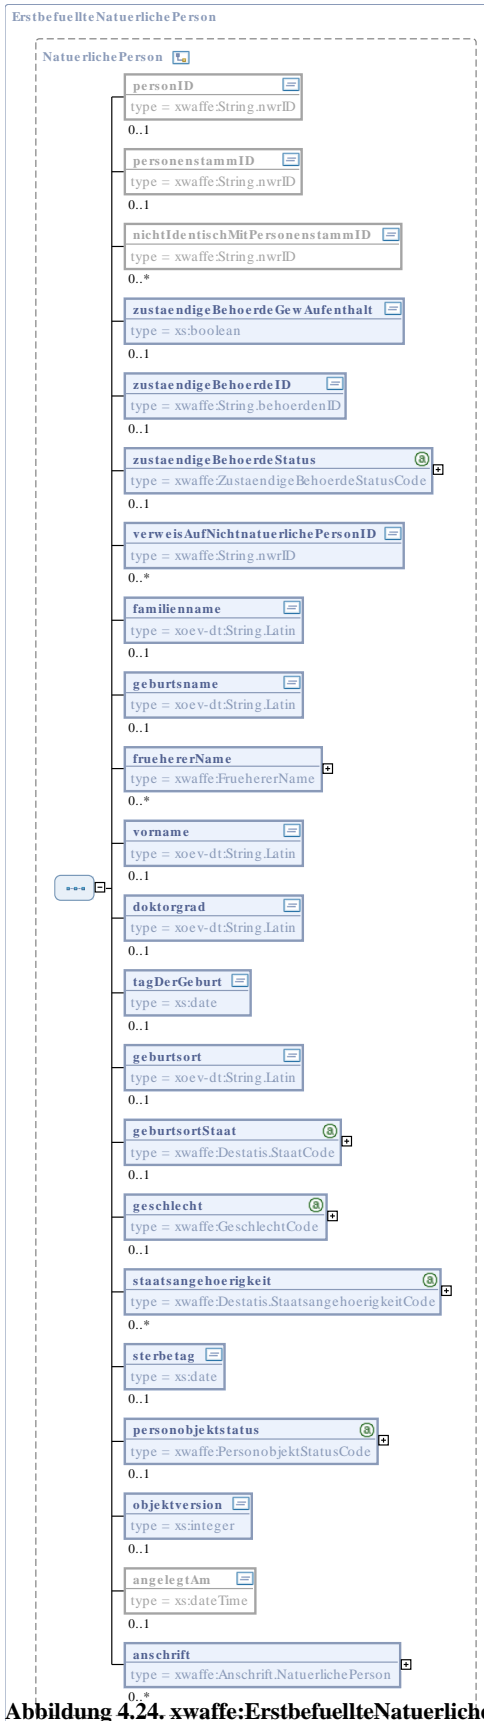 ErstbefuellteNatuerlichePerson
NatuerlichePerson
personID
type = xwaffe:String.nwrID
0..1
personenstammID
type = xwaffe:String.nwrID
0..1
nichtIdentischMitPersonenstammID
type = xwaffe:String.nwrID
0..*
zustaendigeBehoerdeGewAufenthalt
type = xs:boolean
0..1
zustaendigeBehoerdeID
type = xwaffe:String.behoerdenID
0..1
zustaendigeBehoerdeStatus
type = xwaffe:ZustaendigeBehoerdeStatusCode
0..1
verweisAufNichtnatuerlichePersonID
type = xwaffe:String.nwrID
0..*
familienname
type = xoev-dt:String.Latin
0..1
geburtsname
type = xoev-dt:String.Latin
0..1
fruehererName
type = xwaffe:FruehererName
0..*
vorname
type = xoev-dt:String.Latin
0..1
doktorgrad
type = xoev-dt:String.Latin
0..1
tagDerGeburt
type = xs:date
0..1
geburtsort
type = xoev-dt:String.Latin
0..1
geburtsortStaat
type = xwaffe:Destatis.StaatCode
0..1
geschlecht
type = xwaffe:GeschlechtCode
0..1
staatsangehoerigkeit
type = xwaffe:Destatis.StaatsangehoerigkeitCode
0..*
sterbetag
type = xs:date
0..1
personobjektstatus
type = xwaffe:PersonobjektStatusCode
0..1
objektversion
type = xs:integer
0..1
angelegtAm
type = xs:dateTime
0..1
anschrift
type = xwaffe:Anschrift.NatuerlichePerson
0..*
Abbildung 4.24. xwaffe:ErstbefuellteNatuerliche